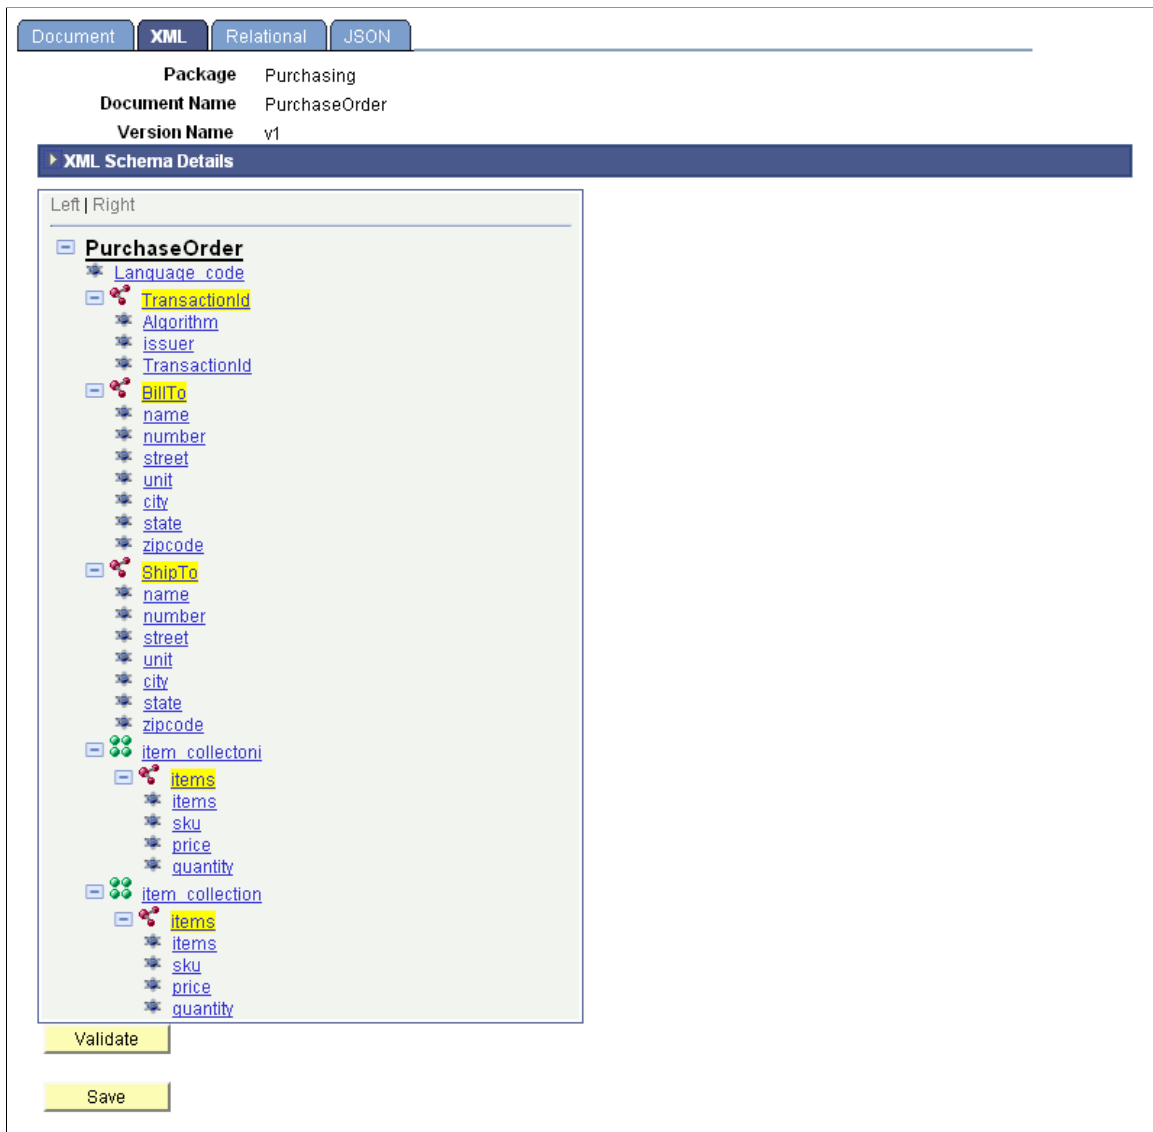 Document XML Relational JSON
Package Purchasing
Document Name PurchaseOrder
Version Name v1
XML Schema Details
Left | Right
PurchaseOrder
Language_code
TransactionId
Algorithm
issuer
TransactionId
BillTo
name
number
street
unit
city
state
zipcode
ShipTo
name
number
street
unit
city
state
zipcode
item_collectoni
items
items
sku
price
quantity
item_collection
items
items
sku
price
quantity
Validate
Save